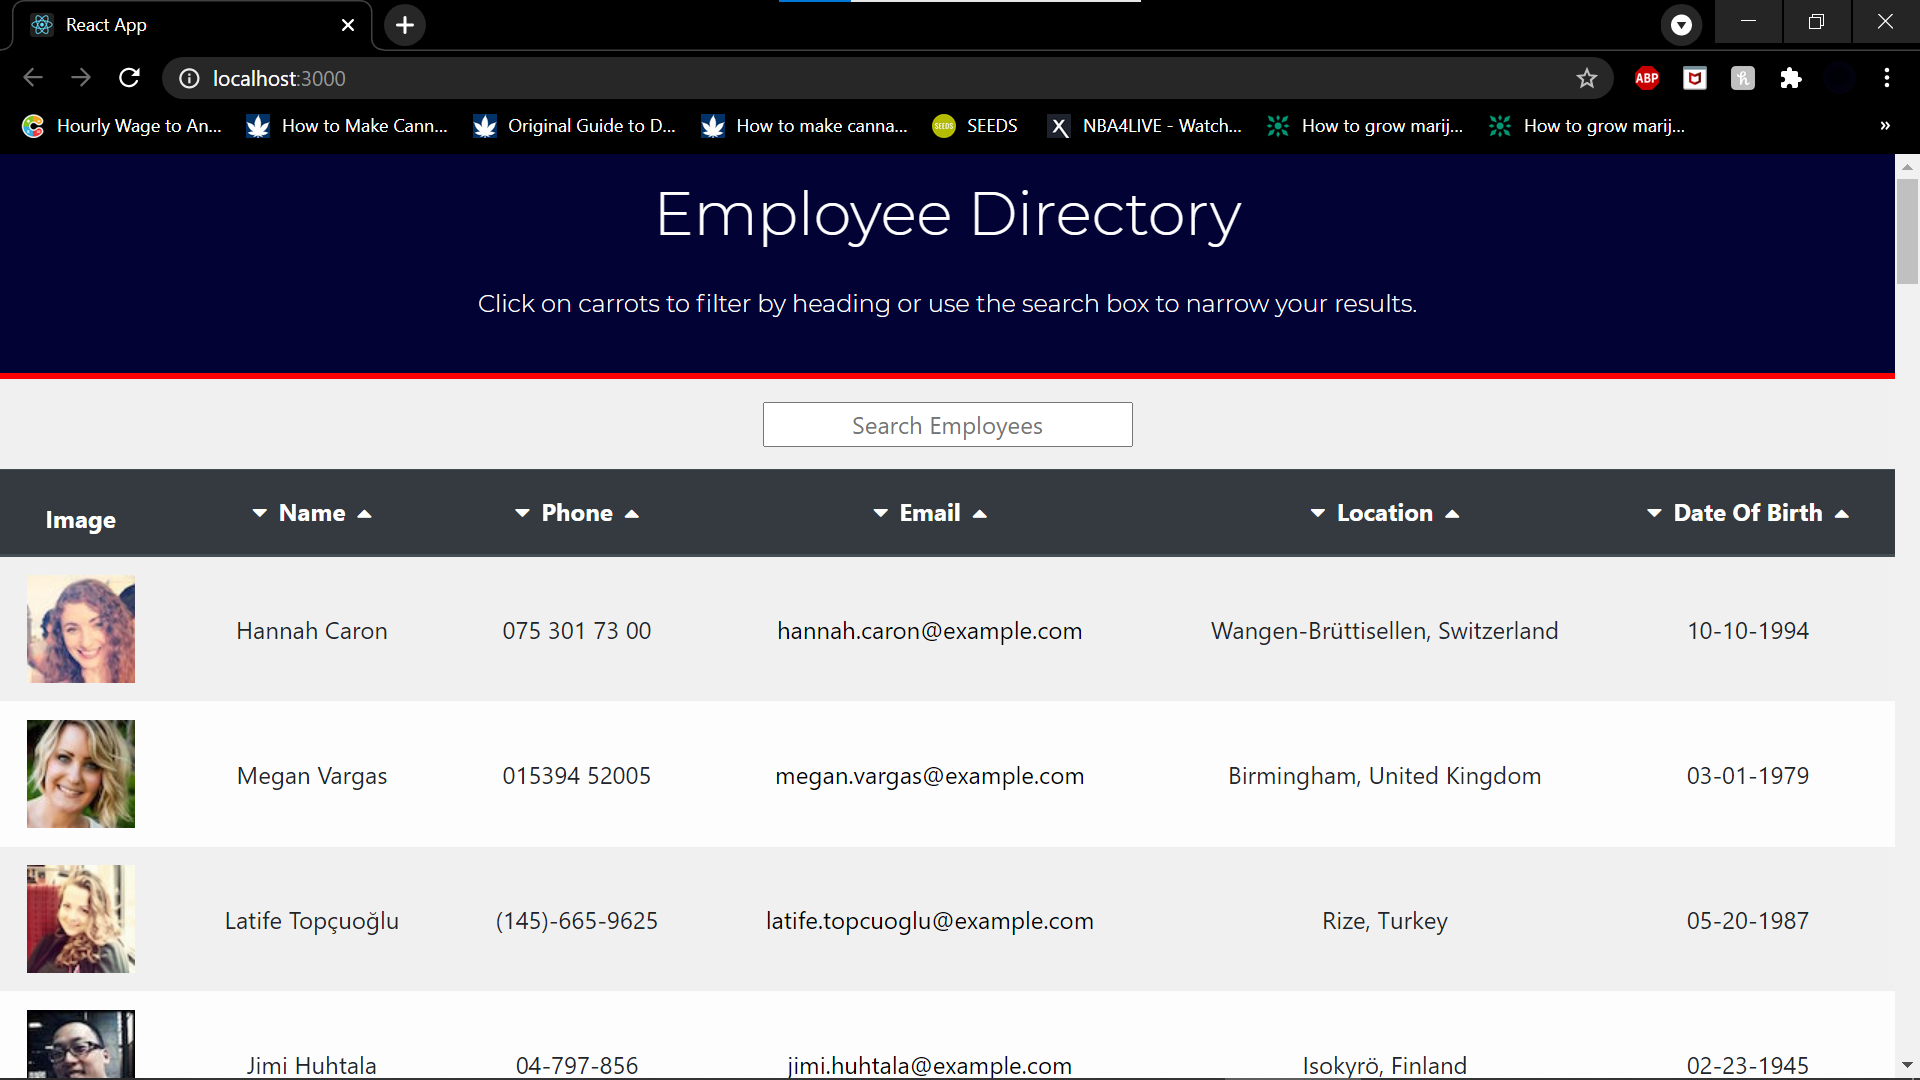 React App
localhost:3000
ABP
Hourly Wage to An... How to Make Cann... Original Guide to D... How to make canna... SEEDS SEEDS NBA4LIVE - Watch... How to grow marij... How to grow marij... »
Employee Directory
Click on carrots to filter by heading or use the search box to narrow your results.
Search Employees
Image Name Phone Email Location Date Of Birth
Hannah Caron 075 301 73 00 hannah.caron@example.com Wangen-Brüttisellen, Switzerland 10-10-1994
Megan Vargas 015394 52005 megan.vargas@example.com Birmingham, United Kingdom 03-01-1979
Latife Topçuoğlu (145)-665-9625 latife.topcuoglu@example.com Rize, Turkey 05-20-1987
Jimi Huhtala 04-797-856 jimi.huhtala@example.com Isokyrö, Finland 02-23-1945